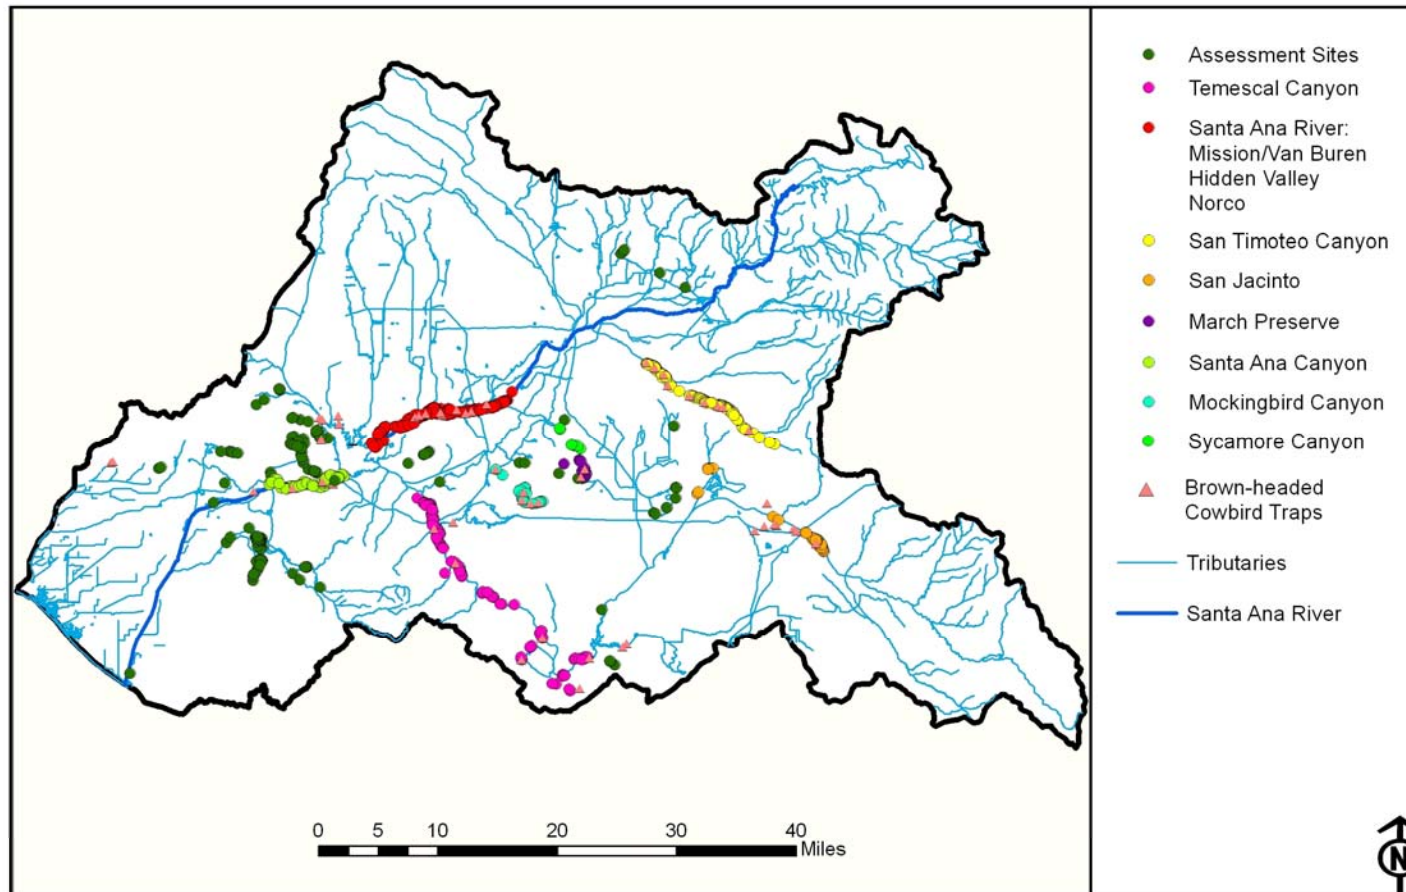 Assessment Sites
Temescal Canyon
Santa Ana River:
Mission/Van Buren
Hidden Valley
Norco
San Timoteo Canyon
San Jacinto
March Preserve
Santa Ana Canyon
Mockingbird Canyon
Sycamore Canyon
Brown-headed
Cowbird Traps
Tributaries
Santa Ana River
0 5 10 20 30 40
Miles
N